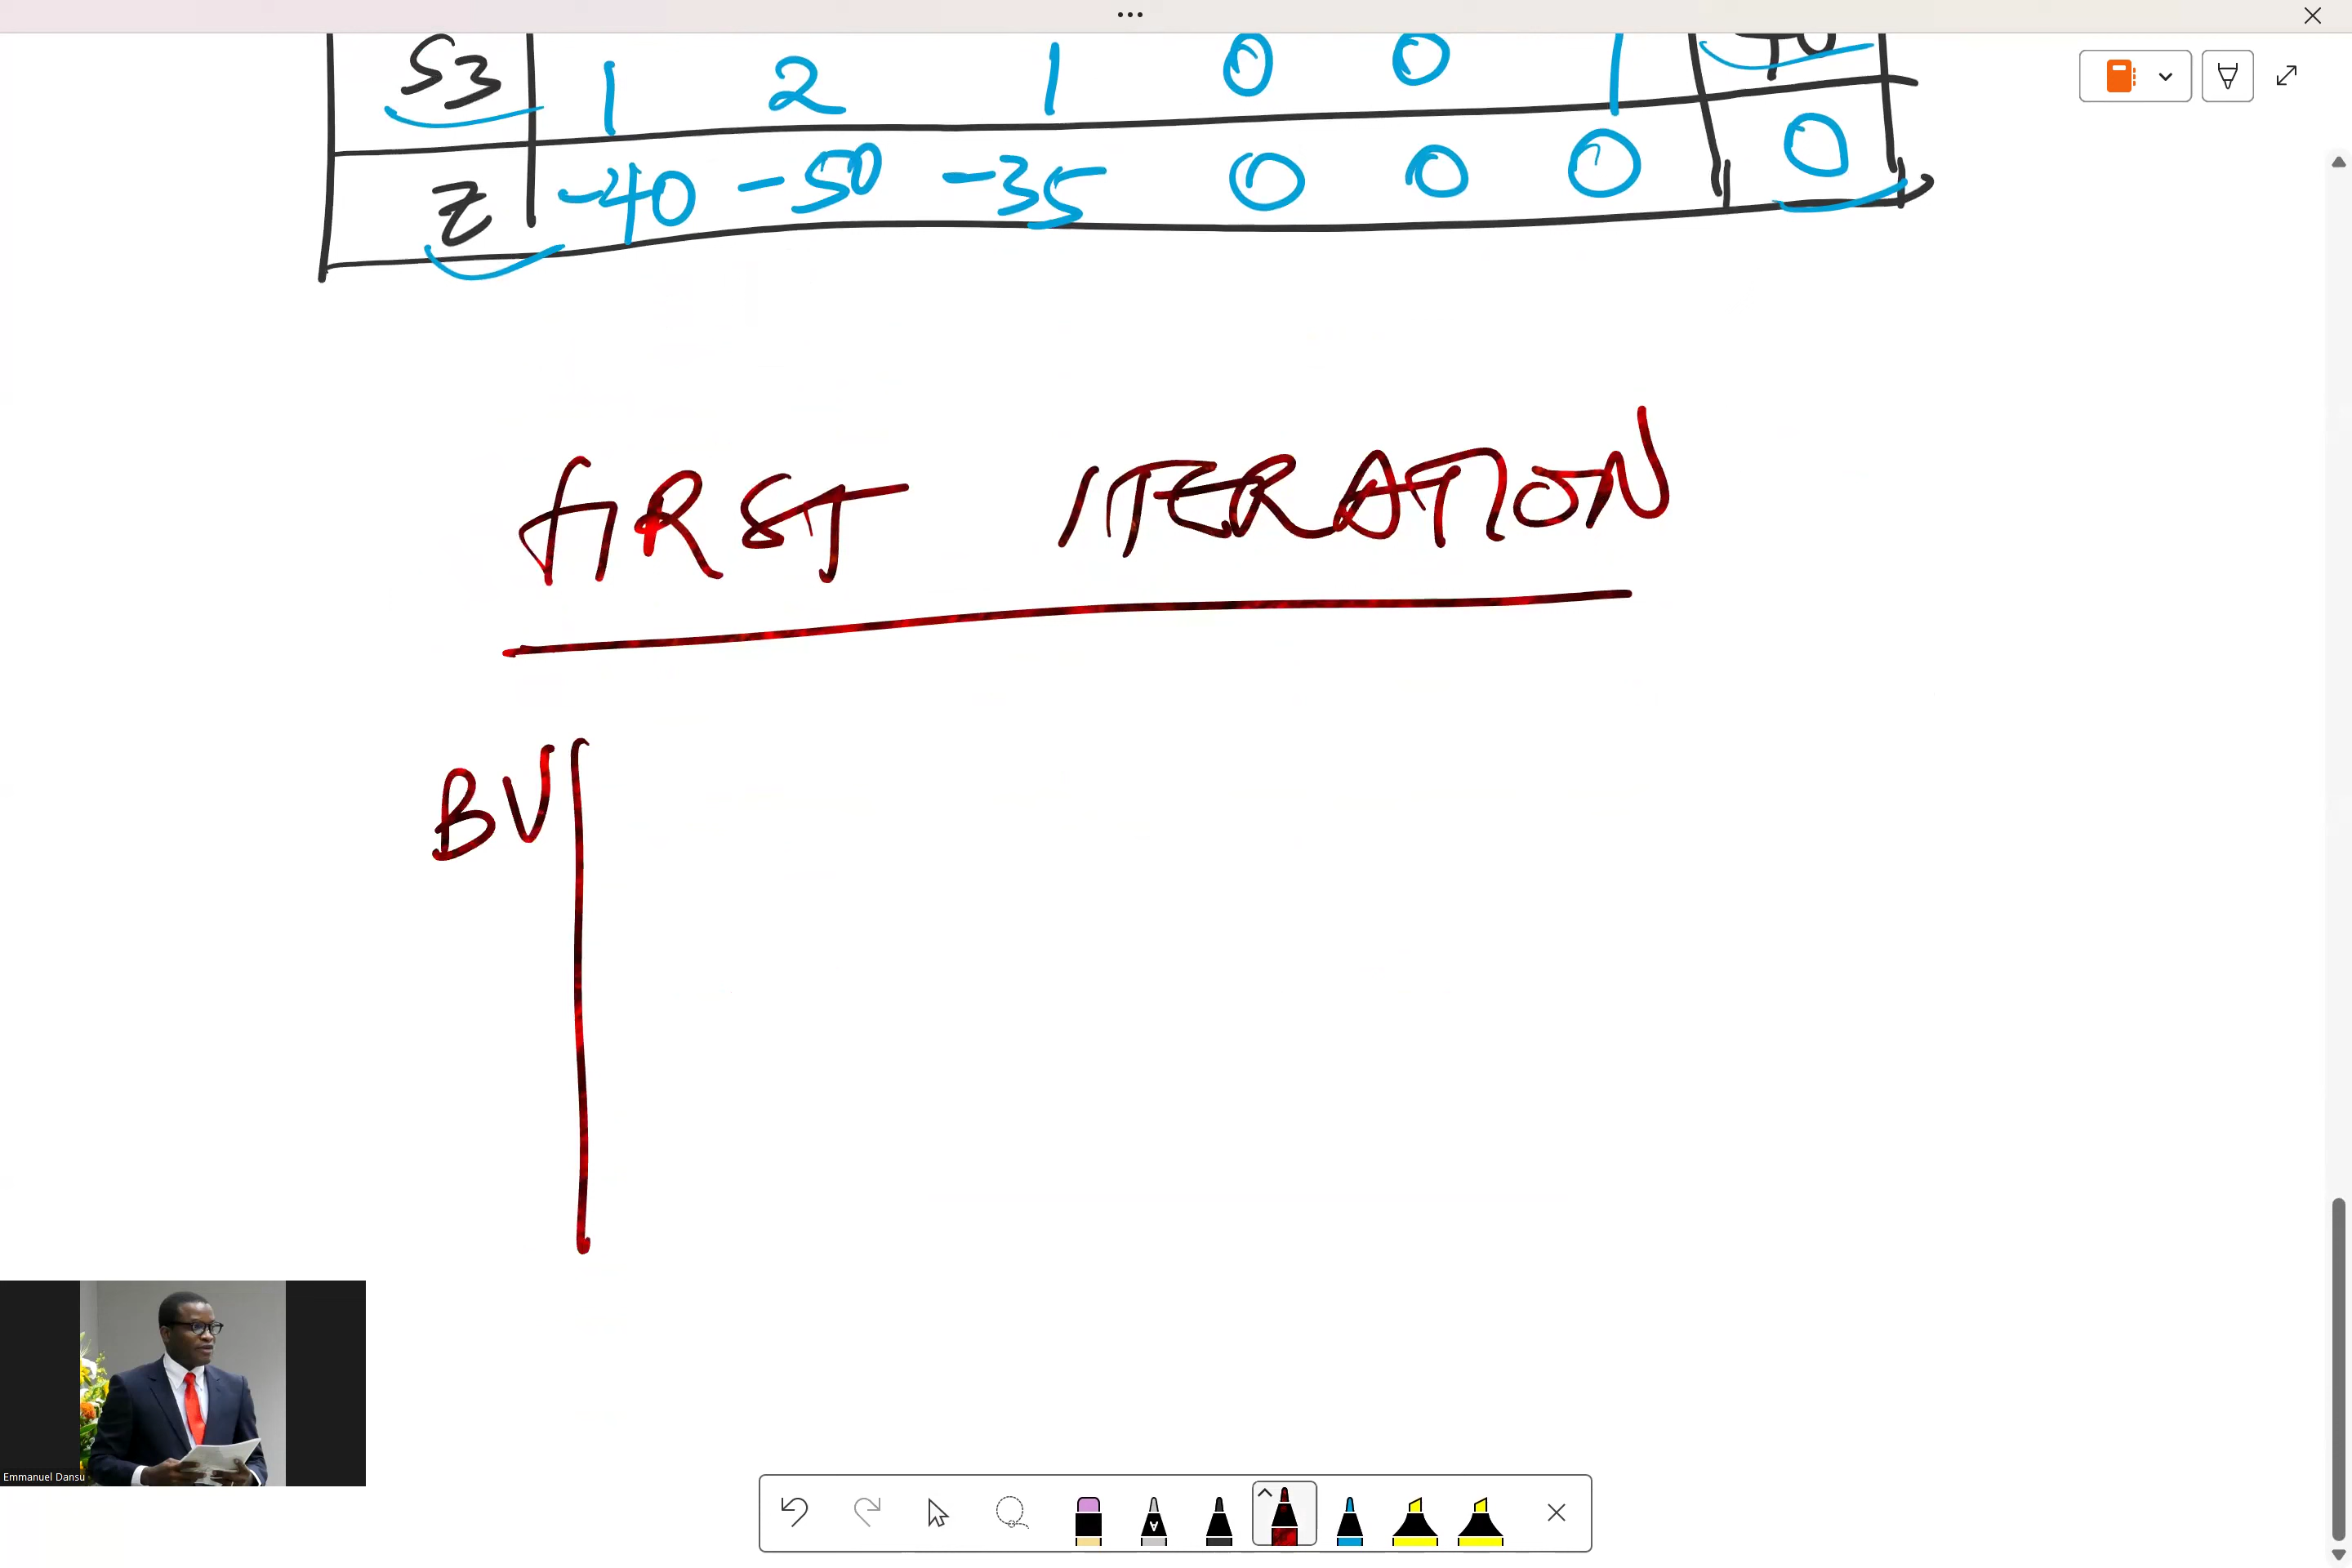 S3 1 2 1 0 0 1
Z -40 -50 -35 0 0 0 0
FIRST ITERATION
BV
Emmanuel Dansu